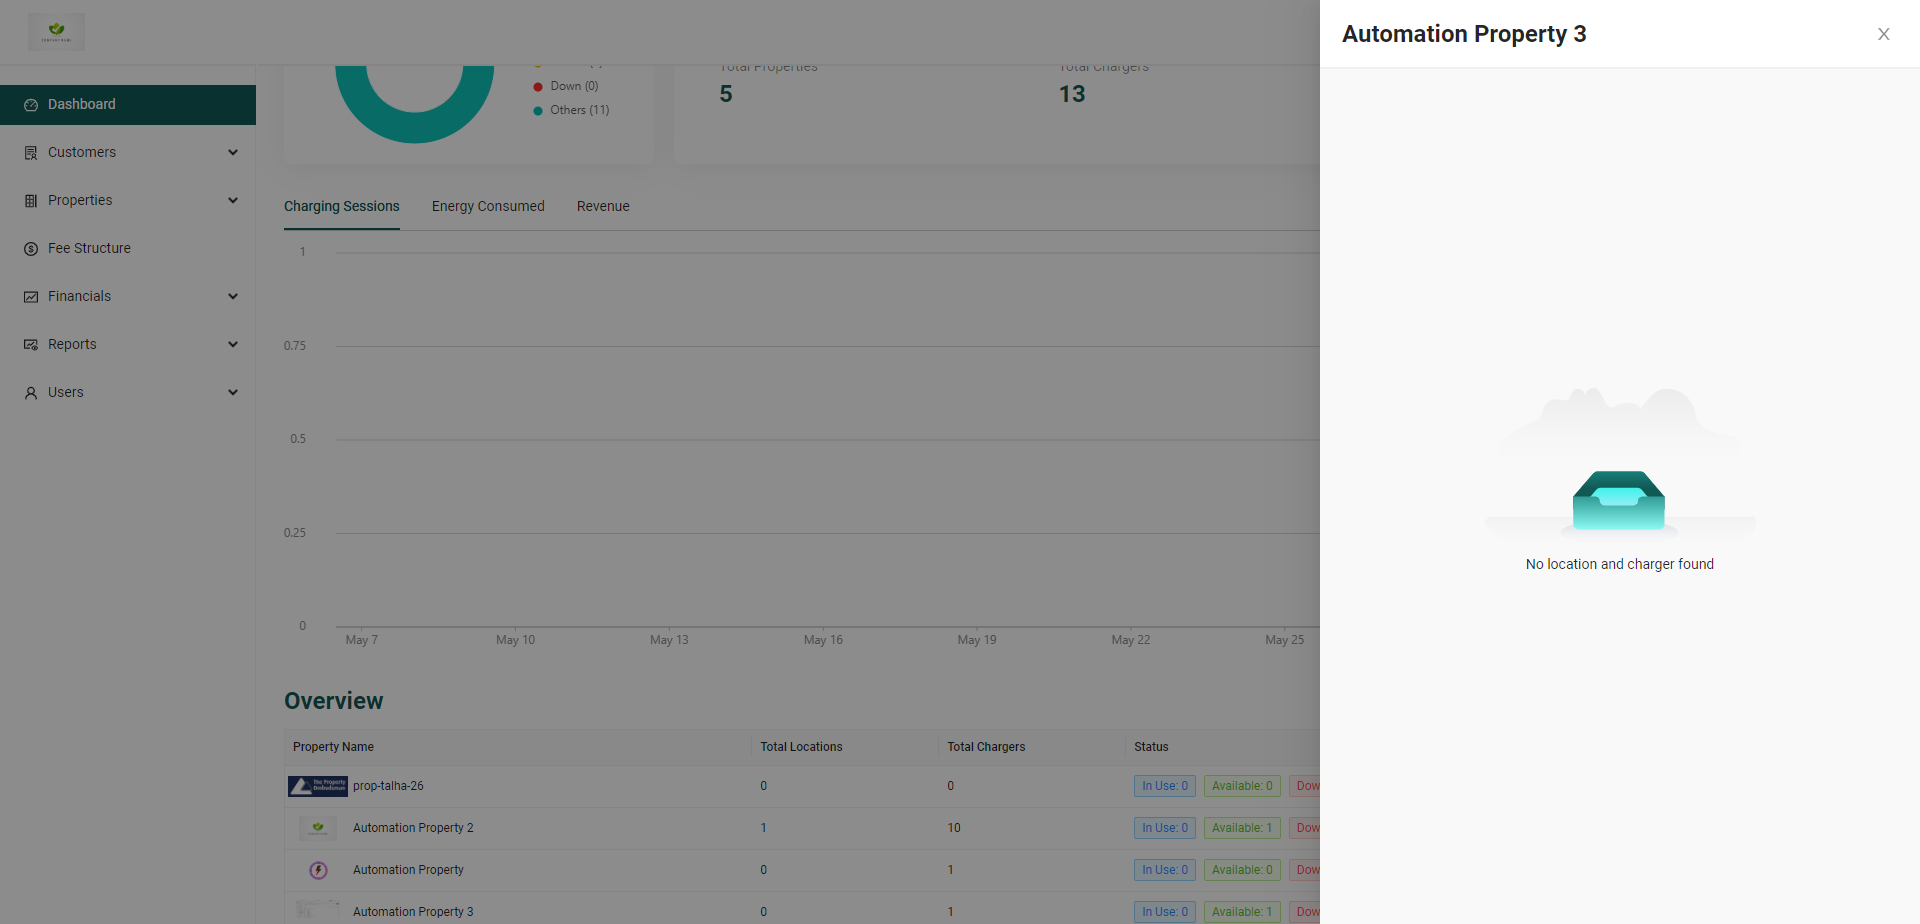 Automation Property 3
Dashboard
Customers
Properties
Fee Structure
Financials
Reports
Users
Down (0)
Others (11)
Total Properties
5
Total Chargers
13
Charging Sessions
Energy Consumed
Revenue
1
0.75
0.5
0.25
0
May 7
May 10
May 13
May 16
May 19
May 22
May 25
No location and charger found
Overview
Property Name
Total Locations
Total Chargers
Status
The Property
Ombudsman
prop-talha-26
0
0
In Use: 0
Available: 0
Dow
Automation Property 2
1
10
In Use: 0
Available: 1
Dow
Automation Property
0
1
In Use: 0
Available: 0
Dow
Automation Property 3
0
1
In Use: 0
Available: 1
Dow